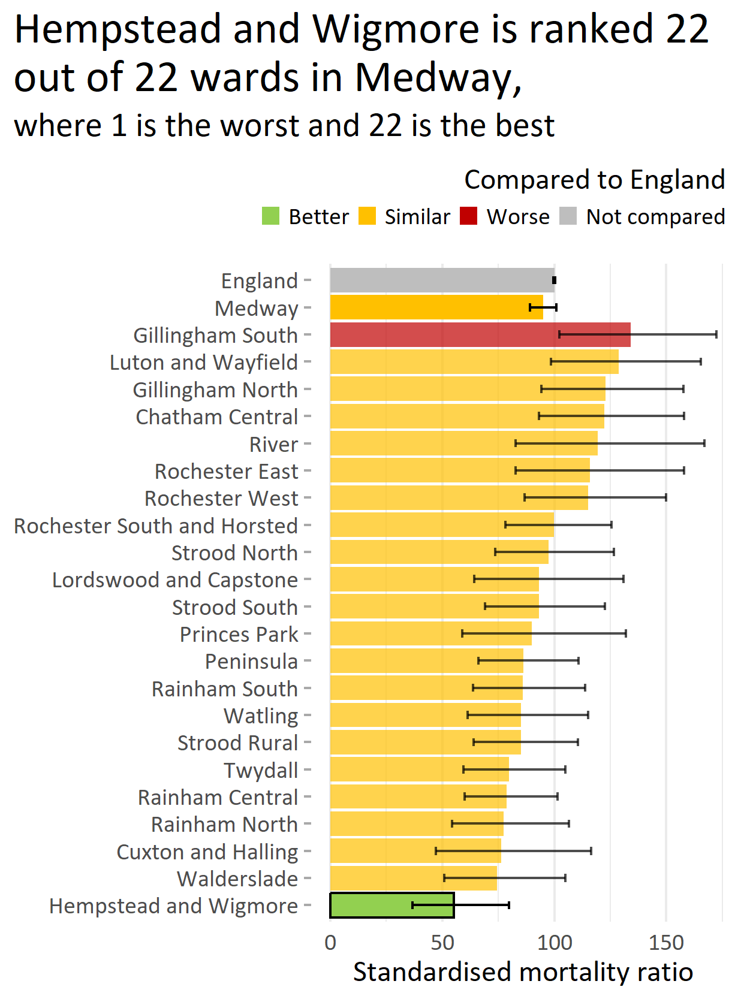 Hempstead and Wigmore is ranked 22
out of 22 wards in Medway,
where 1 is the worst and 22 is the best
Compared to England
Better Similar Worse Not compared
England
Medway
Gillingham South
Luton and Wayfield
Gillingham North
Chatham Central
River
Rochester East
Rochester West
Rochester South and Horsted
Strood North
Lordswood and Capstone
Strood South
Princes Park
Peninsula
Rainham South
Watling
Strood Rural
Twydall
Rainham Central
Rainham North
Cuxton and Halling
Walderslade
Hempstead and Wigmore
0 50 100 150
Standardised mortality ratio